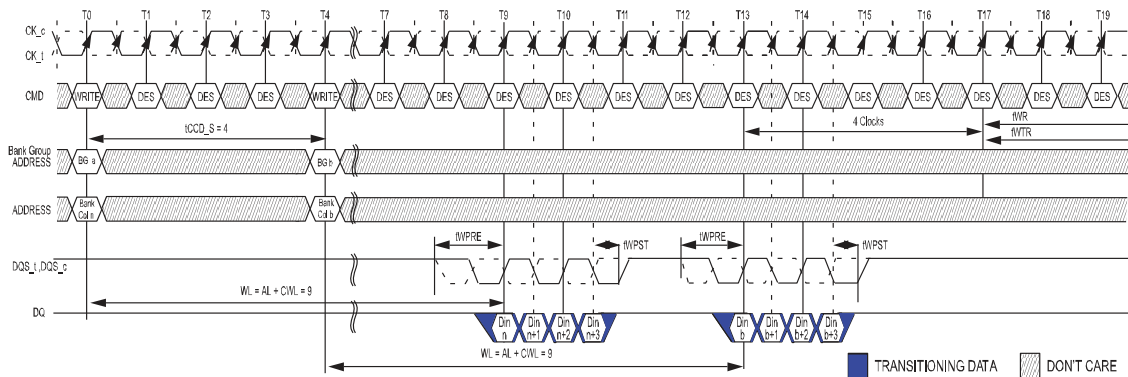 T0 T1 T2 T3 T4 T7 T8 T9 T10 T11 T12 T13 T14 T15 T16 T17 T18 T19
CK_c
CK_t
CMD WRITE DES DES DES WRITE DES DES DES DES DES DES DES DES DES DES DES DES DES
tCCD_S = 4
4 Clocks
tWR
tWTR
Bank Group
ADDRESS
BG a
BG b
ADDRESS
Bank
Col n
Bank
Col b
tWPRE
tWPST
tWPRE
tWPST
DQS_t ,DQS_c
WL = AL + CWL = 9
DQ
Din
n
Din
n+1
Din
n+2
Din
n+3
Din
b
Din
b+1
Din
b+2
Din
b+3
WL = AL + CWL = 9
TRANSITIONING DATA
DON'T CARE